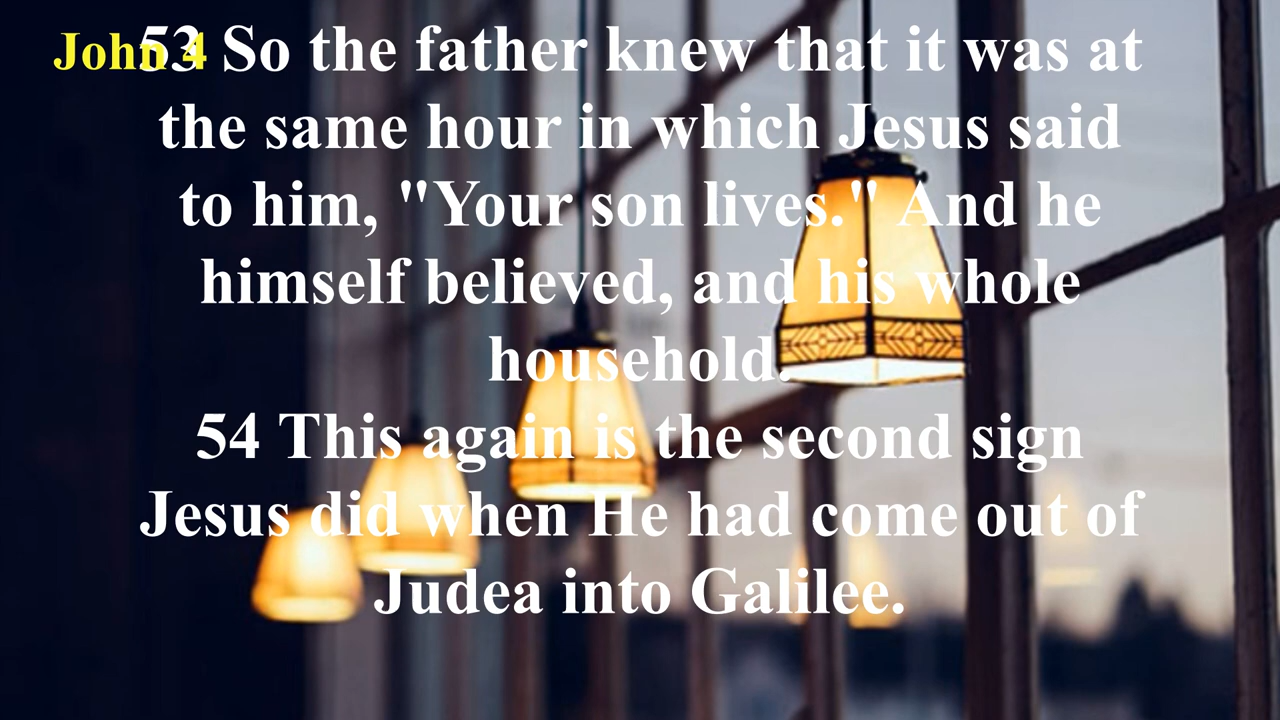 John 4
53 So the father knew that it was at
the same hour in which Jesus said
to him, "Your son lives." And he
himself believed, and his whole
household.
54 This again is the second sign
Jesus did when He had come out of
Judea into Galilee.